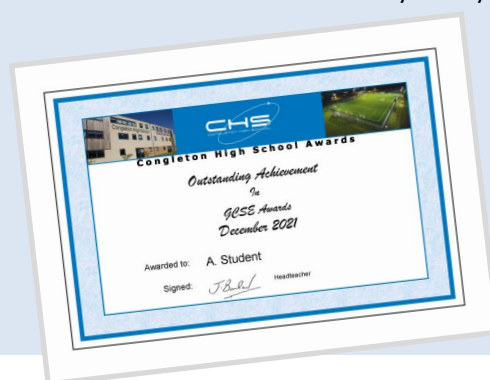 CHS
Congleton High School Awards
Outstanding Achievement
In
GCSE Awards
December 2021
Awarded to: A. Student
Signed: Headteacher